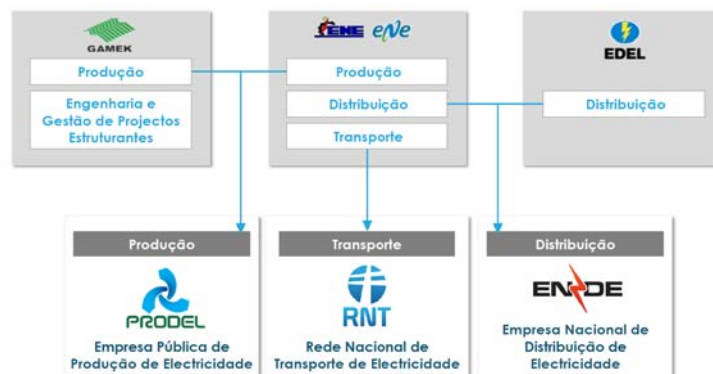 GAMEK
Produção
Engenharia e
Gestão de Projectos
Estruturantes
ENE eNe
Produção
Distribuição
Transporte
EDEL
Distribuição
Produção
PRODEL
Empresa Pública de
Produção de Electricidade
Transporte
RNT
Rede Nacional de
Transporte de Electricidade
Distribuição
ENDE
Empresa Nacional de
Distribuição de
Electricidade